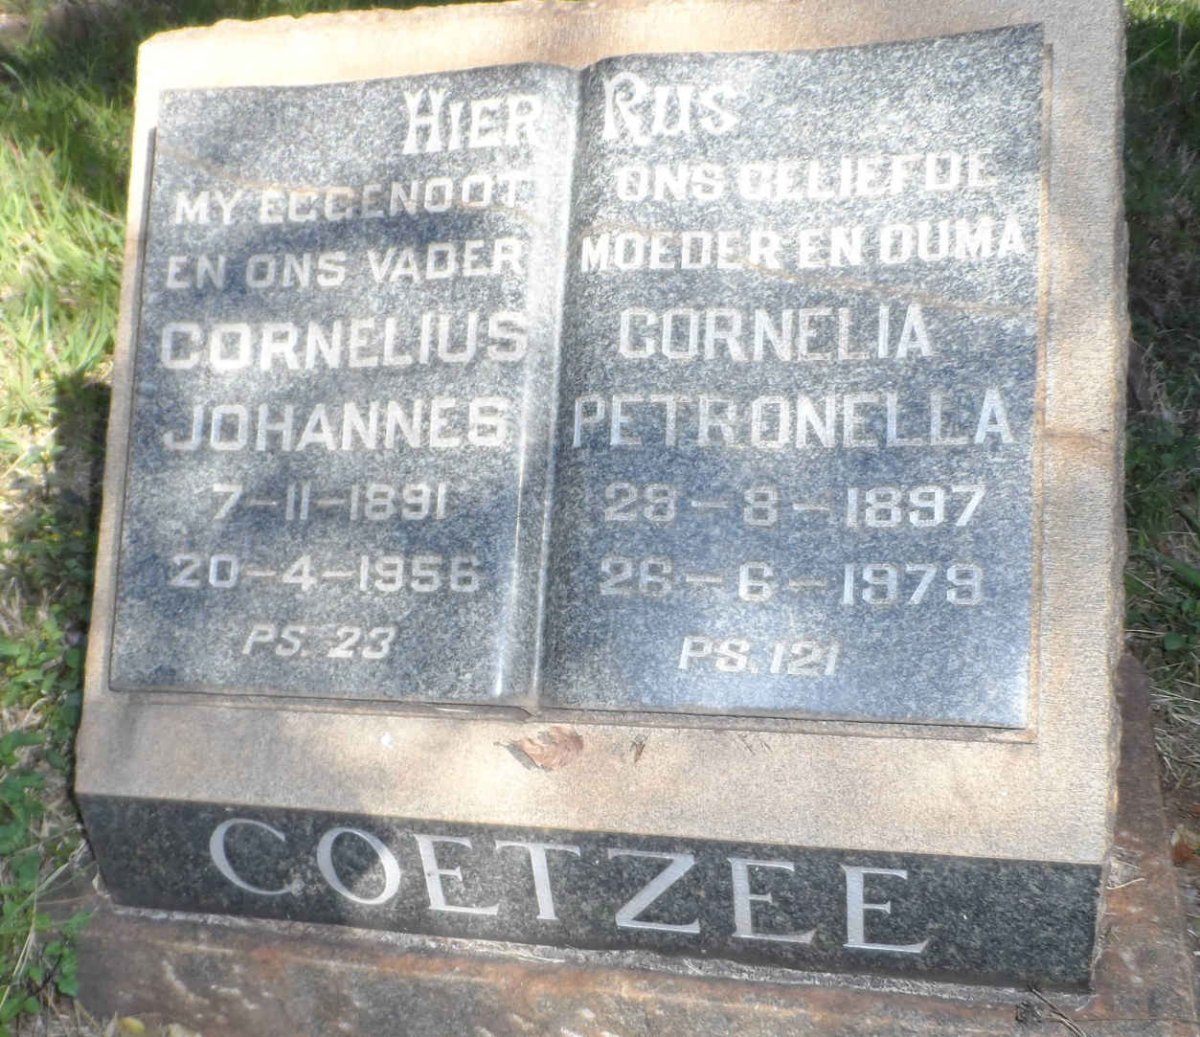 HIER RUS
MY EGGENOOT
EN ONS VADER
CORNELIUS
JOHANNES
7-11-1891
20-4-1956
PS. 23
ONS GELIEFDE
MOEDER EN OUMA
CORNELIA
PETRONELLA
28-8-1897
26-6-1979
PS. 121
COETZEE